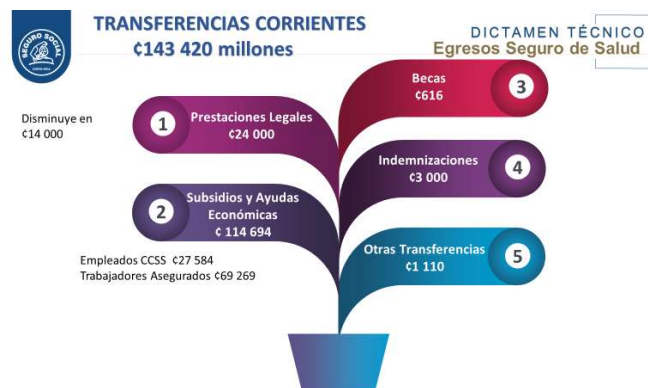 SEGURO SOCIAL
COSTA RICA
TRANSFERENCIAS CORRIENTES
¢143 420 millones
DICTAMEN TÉCNICO
Egresos Seguro de Salud
Disminuye en
¢14 000
1
Prestaciones Legales
¢24 000
2
Subsidios y Ayudas
Económicas
¢ 114 694
Empleados CCSS ¢27 584
Trabajadores Asegurados ¢69 269
Becas
¢616
3
Indemnizaciones
¢3 000
4
Otras Transferencias
¢1 110
5